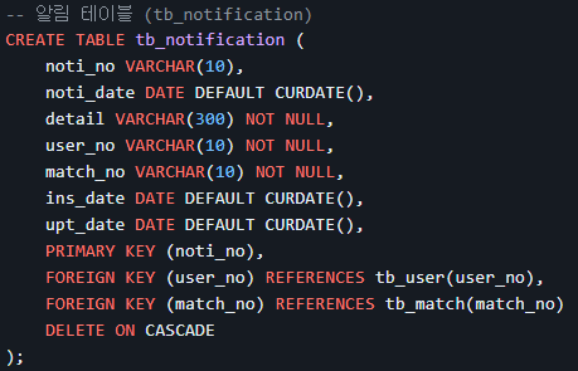 -- 알림 테이블 (tb_notification)
CREATE TABLE tb_notification (
    noti_no VARCHAR(10),
    noti_date DATE DEFAULT CURDATE(),
    detail VARCHAR(300) NOT NULL,
    user_no VARCHAR(10) NOT NULL,
    match_no VARCHAR(10) NOT NULL,
    ins_date DATE DEFAULT CURDATE(),
    upt_date DATE DEFAULT CURDATE(),
    PRIMARY KEY (noti_no),
    FOREIGN KEY (user_no) REFERENCES tb_user(user_no),
    FOREIGN KEY (match_no) REFERENCES tb_match(match_no)
    DELETE ON CASCADE
);